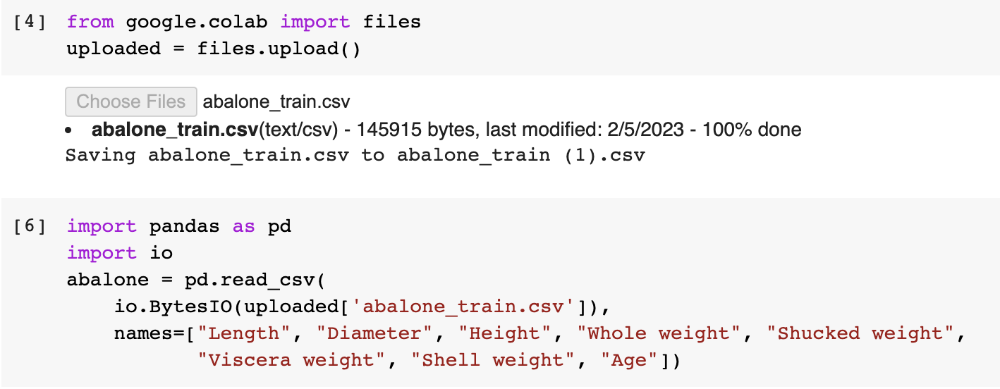 [4] from google.colab import files
uploaded = files.upload()
Choose Files abalone_train.csv
• abalone_train.csv(text/csv) - 145915 bytes, last modified: 2/5/2023 - 100% done
Saving abalone_train.csv to abalone_train (1).csv
[6] import pandas as pd
import io
abalone = pd.read_csv(
io.BytesIO(uploaded['abalone_train.csv']),
names=["Length", "Diameter", "Height", "Whole weight", "Shucked weight",
"Viscera weight", "Shell weight", "Age"])